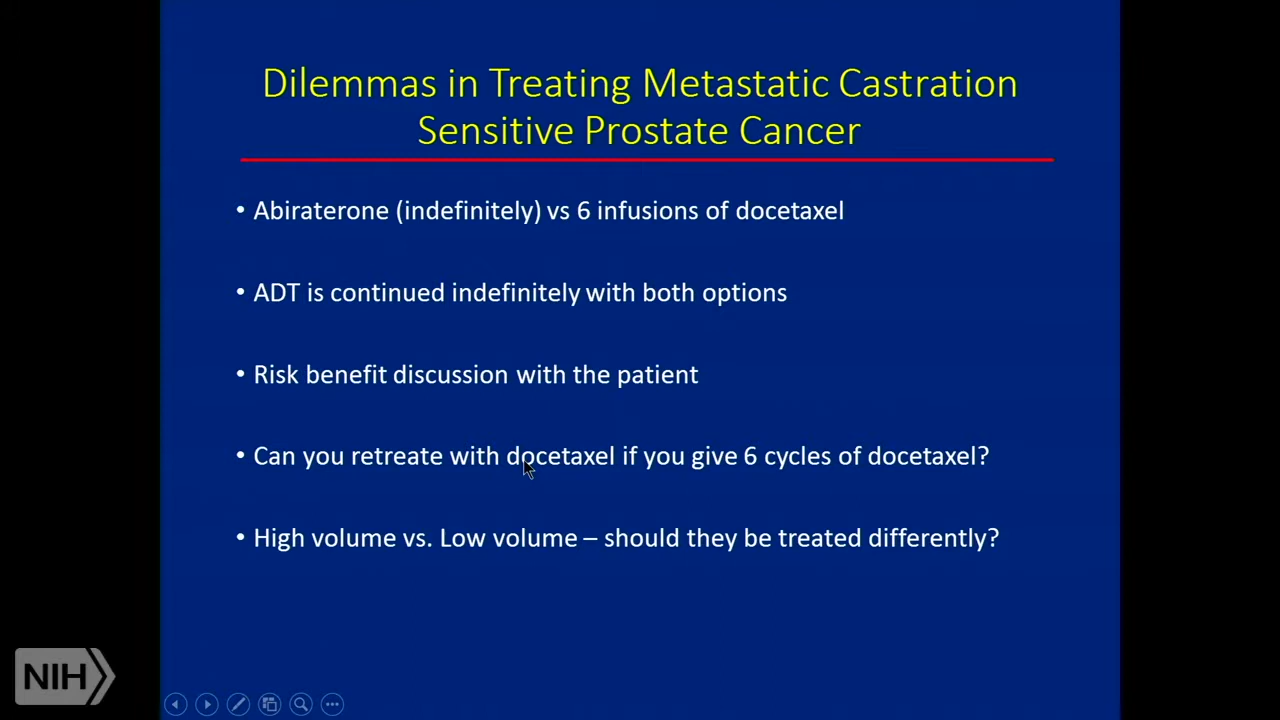 Dilemmas in Treating Metastatic Castration
Sensitive Prostate Cancer
• Abiraterone (indefinitely) vs 6 infusions of docetaxel
• ADT is continued indefinitely with both options
• Risk benefit discussion with the patient
• Can you retreate with docetaxel if you give 6 cycles of docetaxel?
• High volume vs. Low volume – should they be treated differently?
NIH